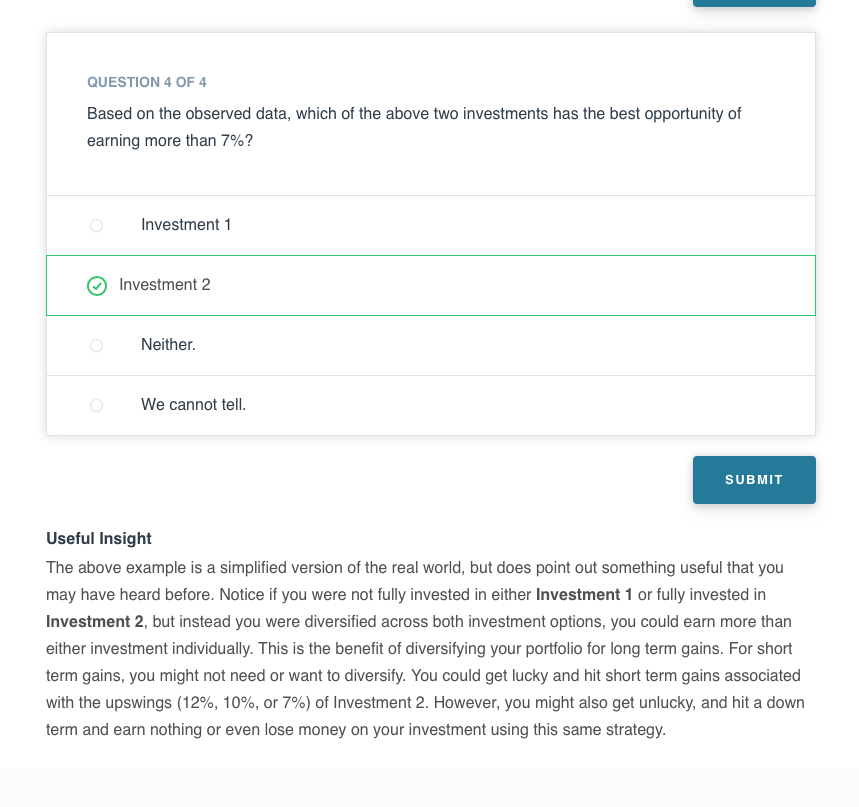 QUESTION 4 OF 4
Based on the observed data, which of the above two investments has the best opportunity of
earning more than 7%?
Investment 1
Investment 2
Neither.
We cannot tell.
SUBMIT
Useful Insight
The above example is a simplified version of the real world, but does point out something useful that you
may have heard before. Notice if you were not fully invested in either Investment 1 or fully invested in
Investment 2, but instead you were diversified across both investment options, you could earn more than
either investment individually. This is the benefit of diversifying your portfolio for long term gains. For short
term gains, you might not need or want to diversify. You could get lucky and hit short term gains associated
with the upswings (12%, 10%, or 7%) of Investment 2. However, you might also get unlucky, and hit a down
term and earn nothing or even lose money on your investment using this same strategy.